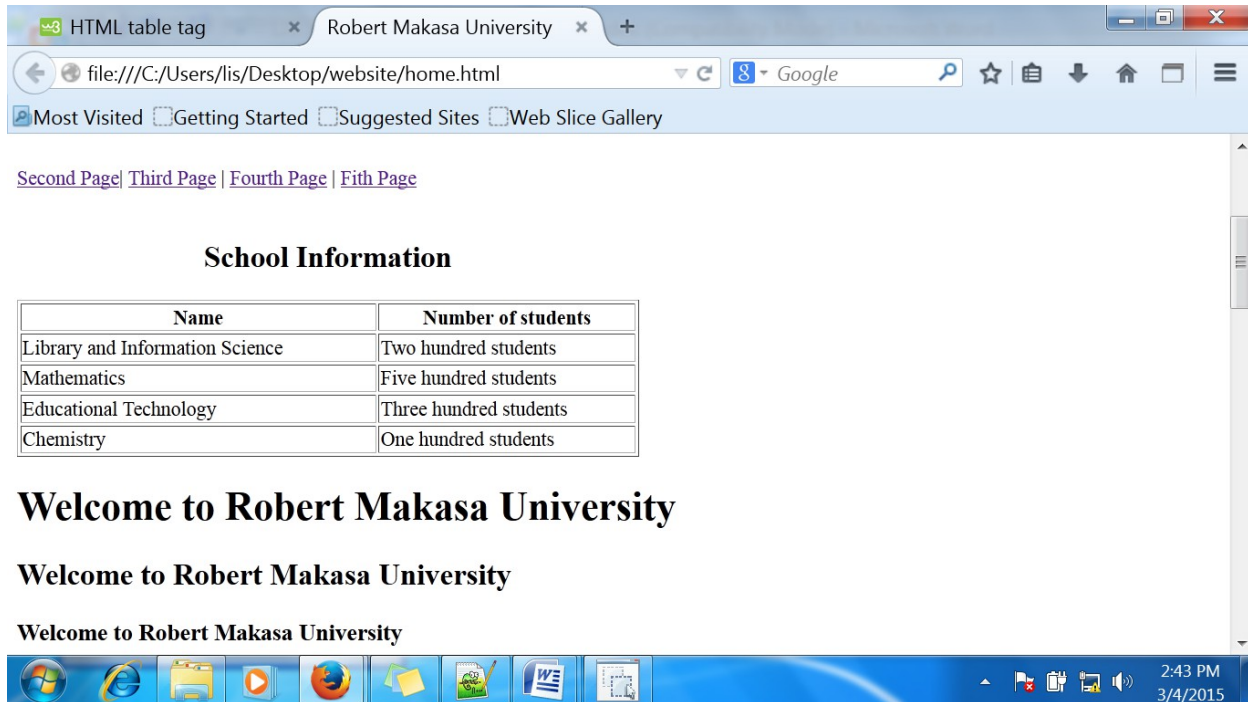 w3 HTML table tag × Robert Makasa University × +
file:///C:/Users/lis/Desktop/website/home.html 8 Google
Most Visited Getting Started Suggested Sites Web Slice Gallery
Second Page| Third Page | Fourth Page | Fith Page
School Information
Name Number of students
Library and Information Science Two hundred students
Mathematics Five hundred students
Educational Technology Three hundred students
Chemistry One hundred students
Welcome to Robert Makasa University
Welcome to Robert Makasa University
Welcome to Robert Makasa University
2:43 PM
3/4/2015